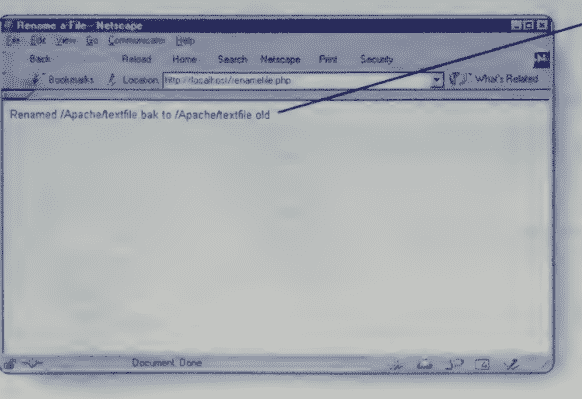 Rename a File - Netscape
File Edit View Go Communicator Help
Back Reload Home Search Netscape Print Security
Bookmarks Location http://localhost/renamefile.php What's Related
Renamed /Apache/textfile bak to /Apache/textfile old
Document Done